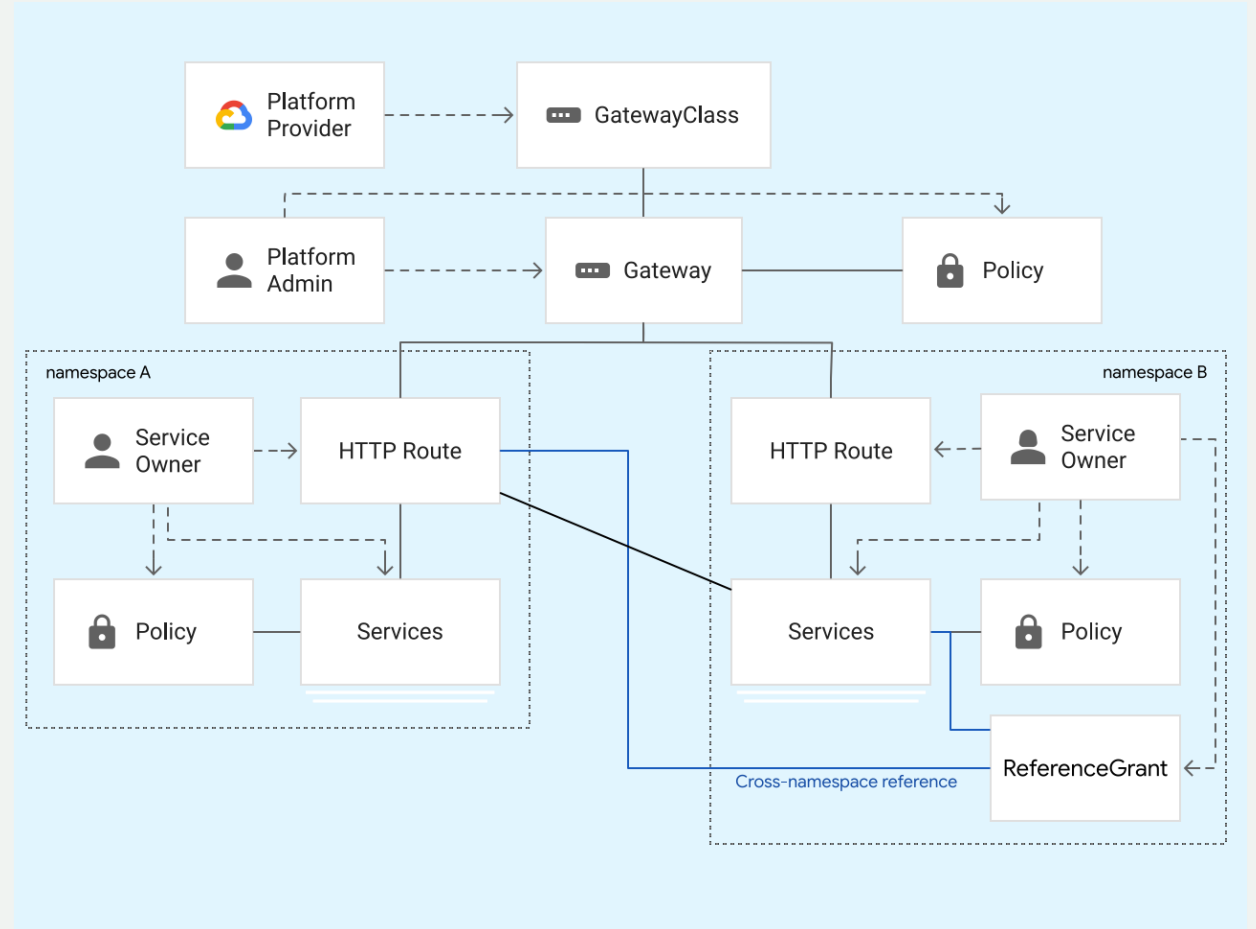 Platform
Provider
GatewayClass
Platform
Admin
Gateway
Policy
namespace A
namespace B
Service
Owner
HTTP Route
HTTP Route
Service
Owner
Policy
Services
Services
Policy
ReferenceGrant
Cross-namespace reference